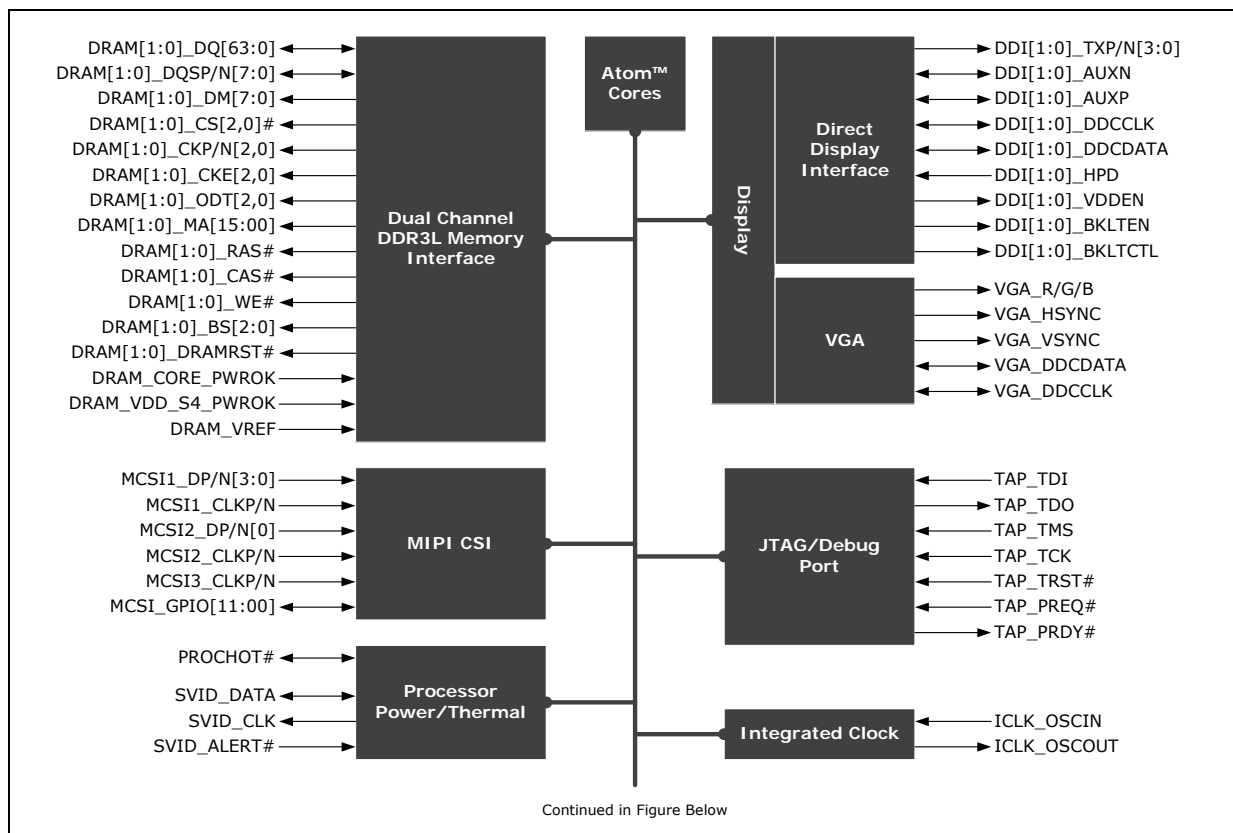 DRAM[1:0]_DQ[63:0]
DRAM[1:0]_DQSP/N[7:0]
DRAM[1:0]_DM[7:0]
DRAM[1:0]_CS[2,0]#
DRAM[1:0]_CKP/N[2,0]
DRAM[1:0]_CKE[2,0]
DRAM[1:0]_ODT[2,0]
DRAM[1:0]_MA[15:00]
DRAM[1:0]_RAS#
DRAM[1:0]_CAS#
DRAM[1:0]_WE#
DRAM[1:0]_BS[2:0]
DRAM[1:0]_DRAMRST#
DRAM_CORE_PWROK
DRAM_VDD_S4_PWROK
DRAM_VREF
Dual Channel
DDR3L Memory
Interface
Atom™
Cores
Display
Direct
Display
Interface
DDI[1:0]_TXP/N[3:0]
DDI[1:0]_AUXN
DDI[1:0]_AUXP
DDI[1:0]_DDCCLK
DDI[1:0]_DDCDATA
DDI[1:0]_HPD
DDI[1:0]_VDDEN
DDI[1:0]_BKLTEN
DDI[1:0]_BKLTCTL
VGA
VGA_R/G/B
VGA_HSYNC
VGA_VSYNC
VGA_DDCDATA
VGA_DDCCLK
MCSI1_DP/N[3:0]
MCSI1_CLKP/N
MCSI2_DP/N[0]
MCSI2_CLKP/N
MCSI3_CLKP/N
MCSI_GPIO[11:00]
MIPI CSI
JTAG/Debug
Port
TAP_TDI
TAP_TDO
TAP_TMS
TAP_TCK
TAP_TRST#
TAP_PREQ#
TAP_PRDY#
PROCHOT#
SVID_DATA
SVID_CLK
SVID_ALERT#
Processor
Power/Thermal
Integrated Clock
ICLK_OSCIN
ICLK_OSCOUT
Continued in Figure Below